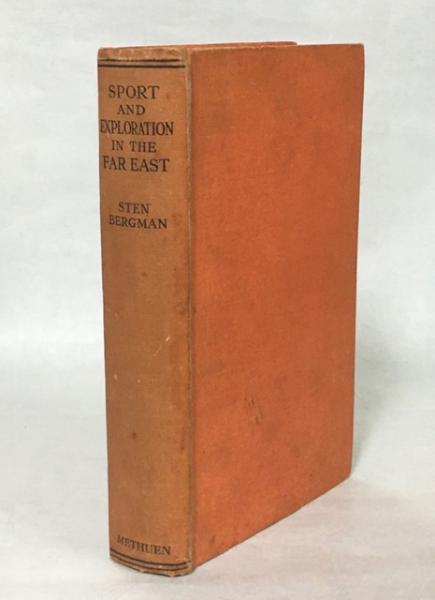 SPORT
AND
EXPLORATION
IN THE
FAR EAST
STEN
BERGMAN
METHUEN